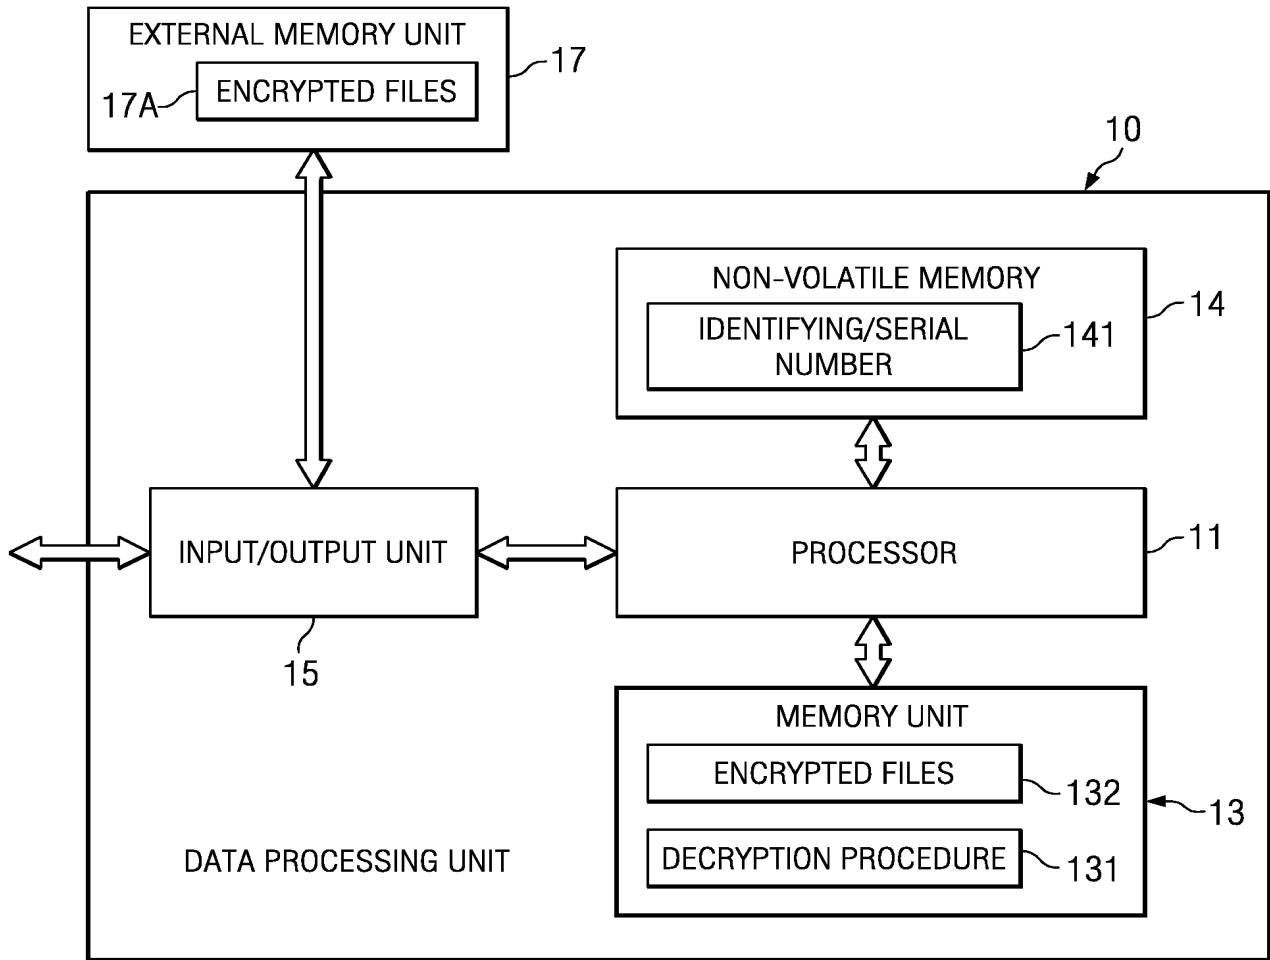 EXTERNAL MEMORY UNIT
ENCRYPTED FILES
17A
17
10
NON-VOLATILE MEMORY
IDENTIFYING/SERIAL
NUMBER
141
14
INPUT/OUTPUT UNIT
15
PROCESSOR
11
MEMORY UNIT
ENCRYPTED FILES
132
DECRYPTION PROCEDURE
131
13
DATA PROCESSING UNIT